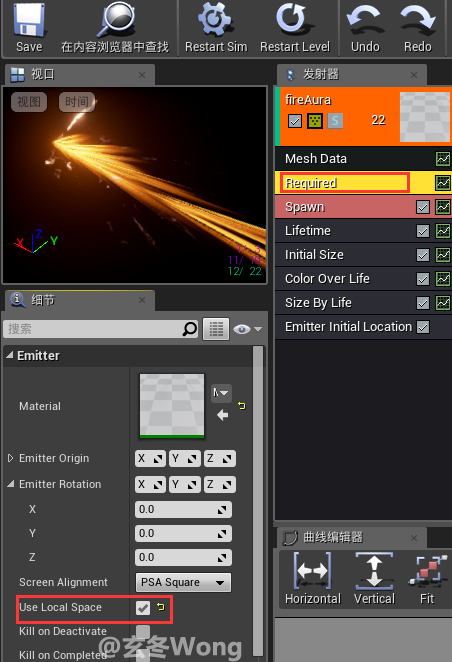 Save
在内容浏览器中查找
Restart Sim
Restart Level
Undo
Redo
视口
发射器
视图
时间
fireAura
S
22
Mesh Data
Required
Spawn
Lifetime
Initial Size
Color Over Life
Size By Life
Emitter Initial Location
X
Z
Y
12/ 22
细节
搜索
Emitter
Material
Emitter Origin
X
Y
Z
Emitter Rotation
X
Y
Z
X
0.0
Y
0.0
Z
0.0
Screen Alignment
PSA Square
Use Local Space
Kill on Deactivate
Kill on Completed
曲线编辑器
Horizontal
Vertical
Fit
@玄冬Wong